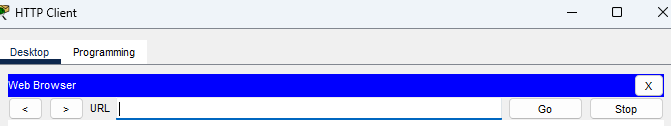 HTTP Client
Desktop Programming
Web Browser X
< > URL Go Stop